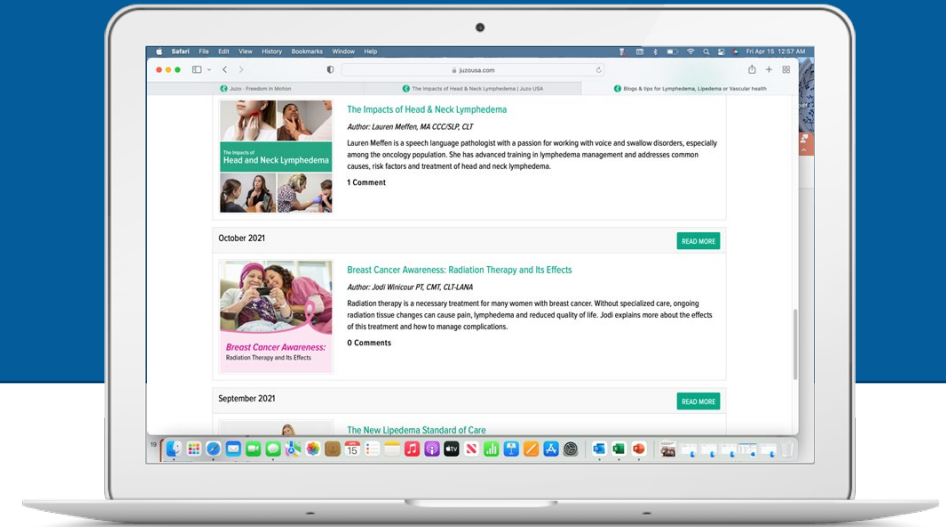 Safari File Edit View History Bookmarks Window Help
Fri Apr 15 12:57 AM
juzousa.com
Juzo - Freedom in Motion
The Impacts of Head & Neck Lymphedema | Juzo USA
Blogs & tips for Lymphedema, Lipedema or Vascular health
The Impacts of
Head and Neck Lymphedema
The Impacts of Head & Neck Lymphedema
Author: Lauren Meffen, MA CCC/SLP, CLT
Lauren Meffen is a speech language pathologist with a passion for working with voice and swallow disorders, especially
among the oncology population. She has advanced training in lymphedema management and addresses common
causes, risk factors and treatment of head and neck lymphedema.
1 Comment
October 2021
READ MORE
Breast Cancer Awareness:
Radiation Therapy and Its Effects
Breast Cancer Awareness: Radiation Therapy and Its Effects
Author: Jodi Winicour PT, CMT, CLT-LANA
Radiation therapy is a necessary treatment for many women with breast cancer. Without specialized care, ongoing
radiation tissue changes can cause pain, lymphedema and reduced quality of life. Jodi explains more about the effects
of this treatment and how to manage complications.
0 Comments
September 2021
READ MORE
The New Lipedema Standard of Care
19
15
tv